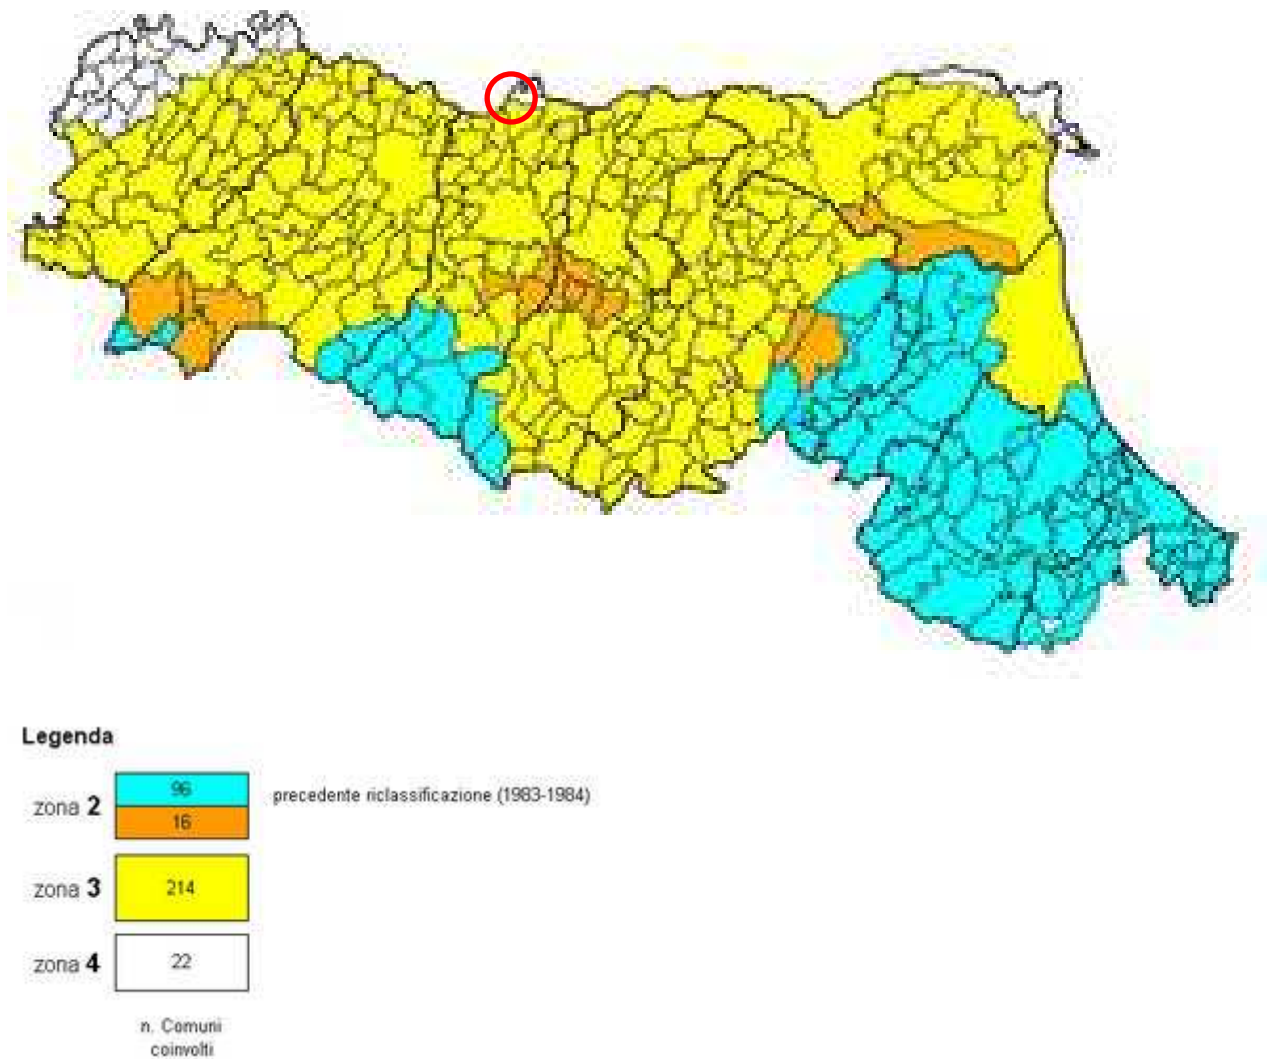 Legenda
zona 2
96
precedente riclassificazione (1983-1984)
16
zona 3
214
zona 4
22
n. Comuni
coinvolti